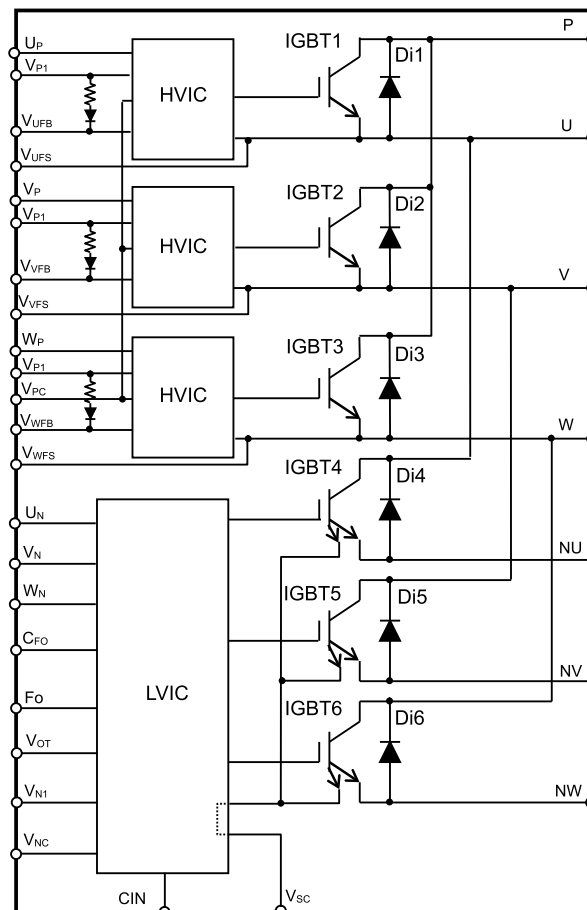 P
IGBT1
Di1
UP
VP1
HVIC
U
VUFB
VUFS
VP
IGBT2
Di2
VP1
HVIC
V
VVFB
VVFS
WP
IGBT3
Di3
VP1
VPC
HVIC
W
VWFB
VWFS
IGBT4
Di4
UN
VN
NU
WN
IGBT5
Di5
CFO
LVIC
NV
Fo
IGBT6
Di6
VOT
VN1
NW
VNC
CIN
VSC